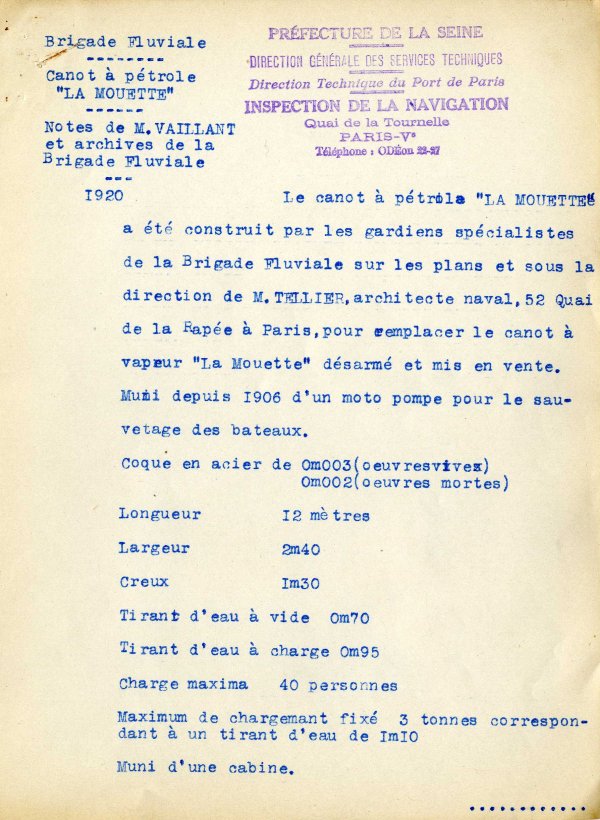 Brigade Fluviale
Canot à pétrole
"LA MOUETTE"
Notes de M.VAILLANT
et archives de la
Brigade Fluviale
PRÉFECTURE DE LA SEINE
DIRECTION GÉNÉRALE DES SERVICES TECHNIQUES
Direction Technique du Port de Paris
INSPECTION DE LA NAVIGATION
Quai de la Tournelle
PARIS-Vᵉ
Téléphone : ODÉon 22-27
I920 Le canot à pétrole "LA MOUETTE"
a été construit par les gardiens spécialistes
de la Brigade Fluviale sur les plans et sous la
direction de M.TELLIER,architecte naval,52 Quai
de la Rapée à Paris,pour remplacer le canot à
vapeur "La Mouette" désarmé et mis en vente.
Muni depuis I906 d'un moto pompe pour le sau-
vetage des bateaux.
Coque en acier de 0m003(oeuvresvives)
0m002(oeuvres mortes)
Longueur I2 mètres
Largeur 2m40
Creux Im30
Tirant d'eau à vide 0m70
Tirant d'eau à charge 0m95
Charge maxima 40 personnes
Maximum de chargemant fixé 3 tonnes correspon-
dant à un tirant d'eau de ImI0
Muni d'une cabine.
............